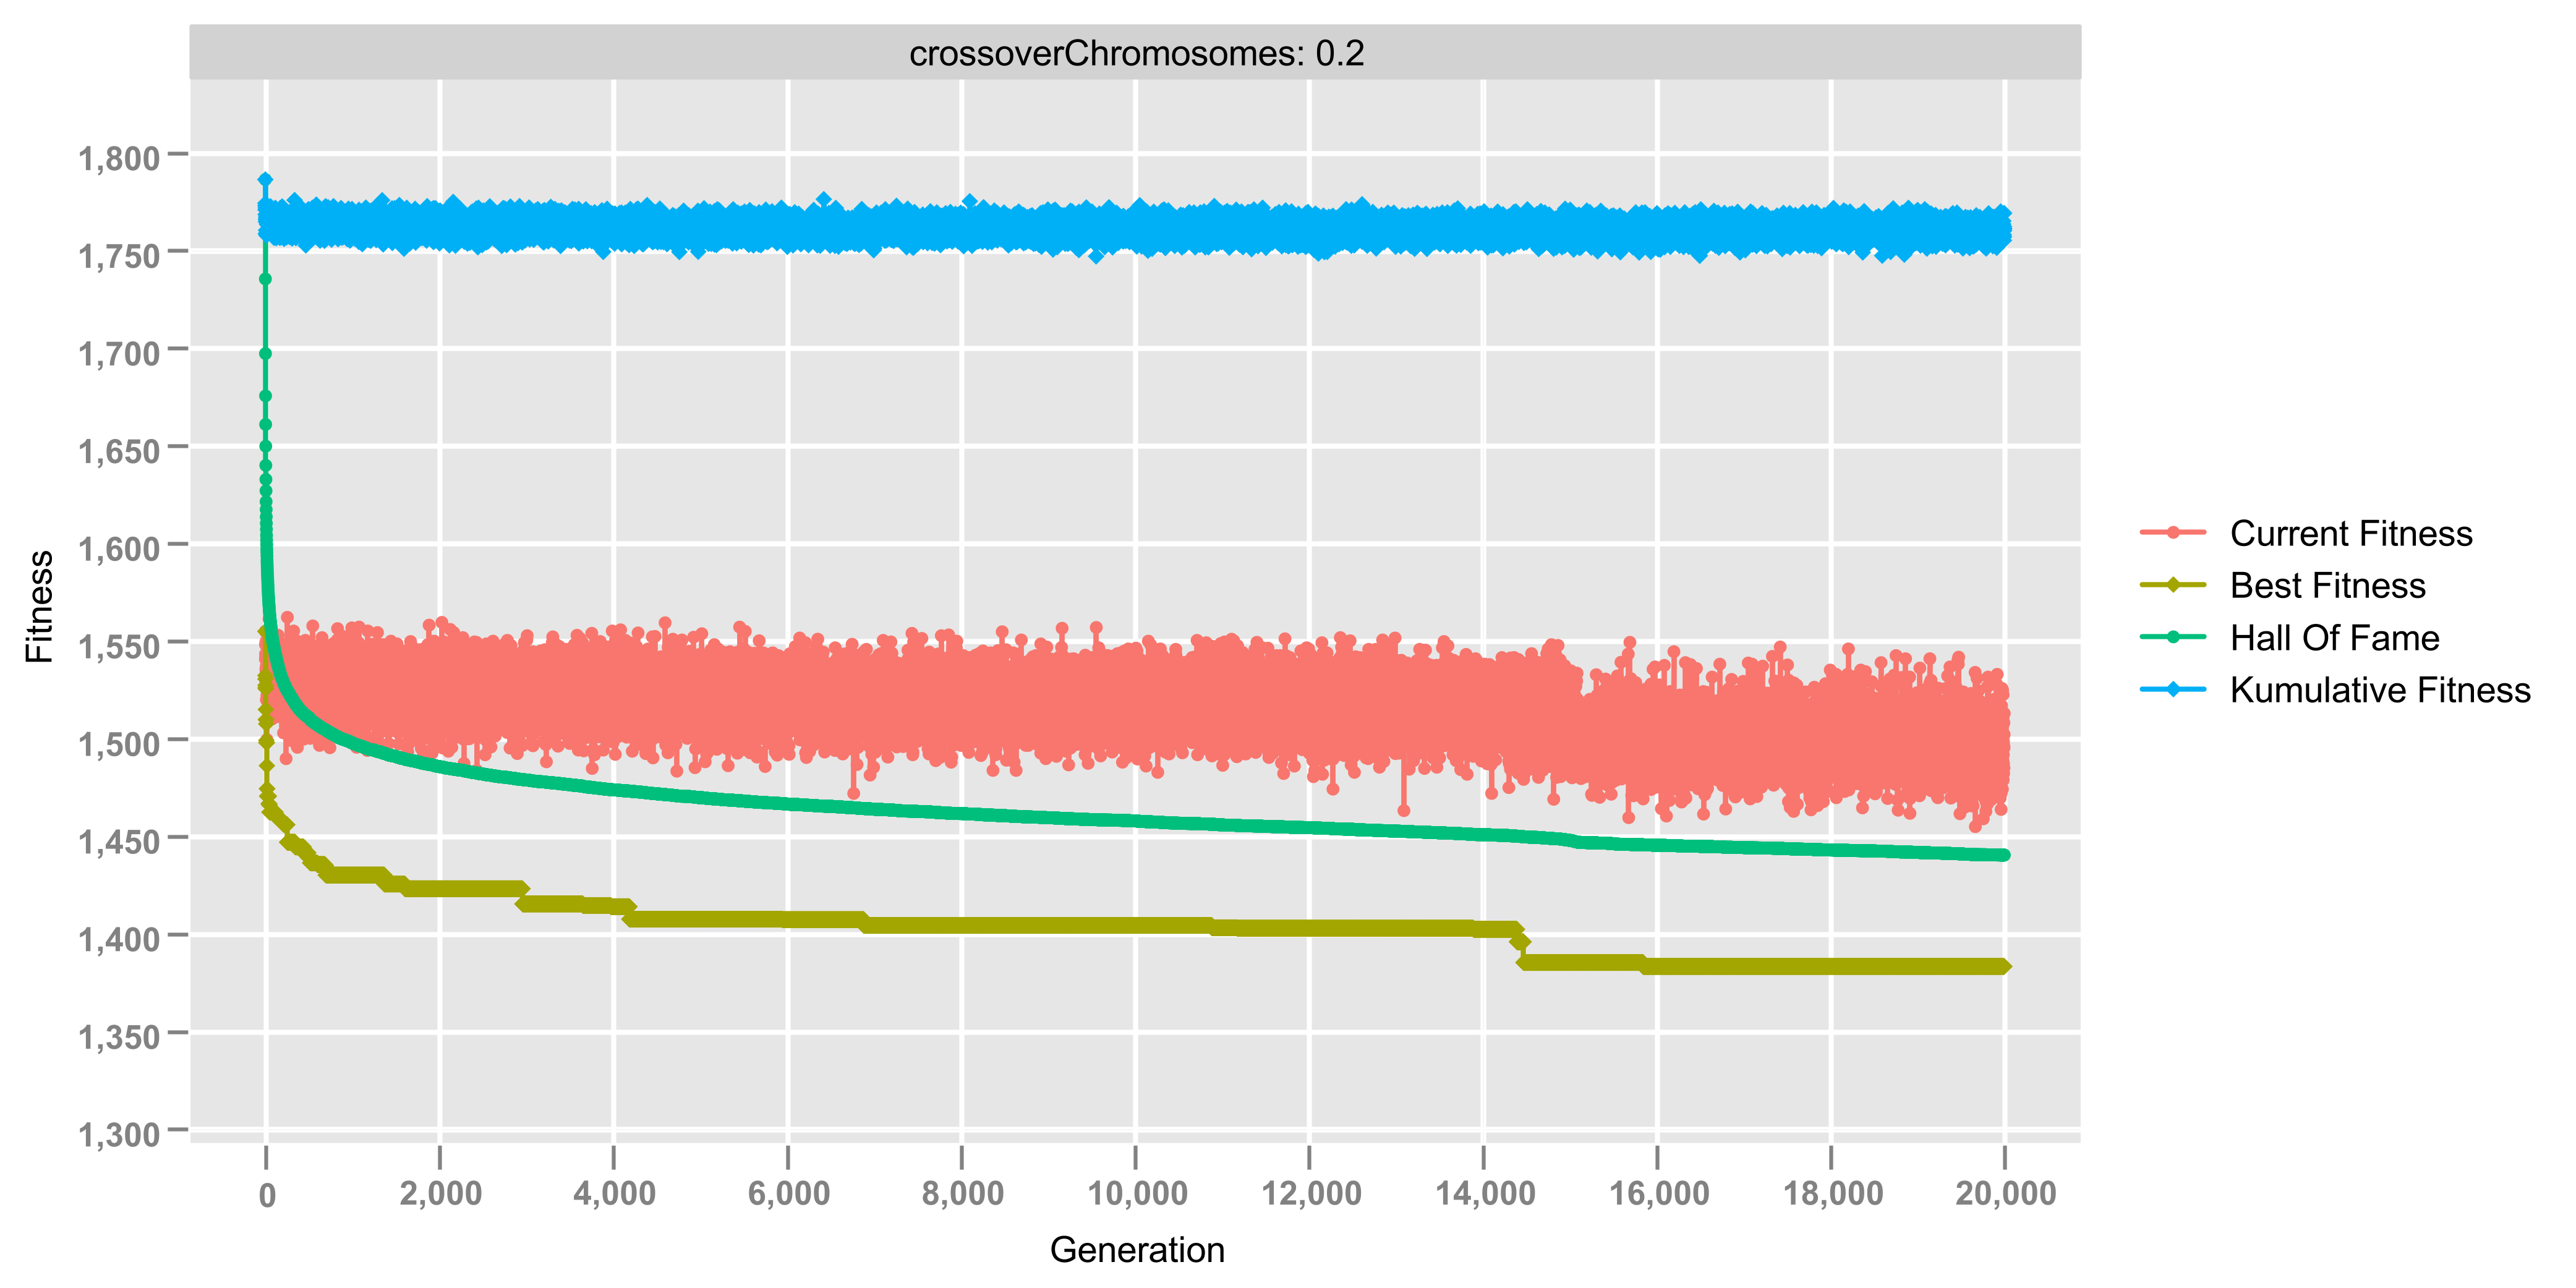 crossoverChromosomes: 0.2
1,800
1,750
1,700
1,650
1,600
1,550
1,500
1,450
1,400
1,350
1,300
Fitness
0 2,000 4,000 6,000 8,000 10,000 12,000 14,000 16,000 18,000 20,000
Generation
Current Fitness
Best Fitness
Hall Of Fame
Kumulative Fitness